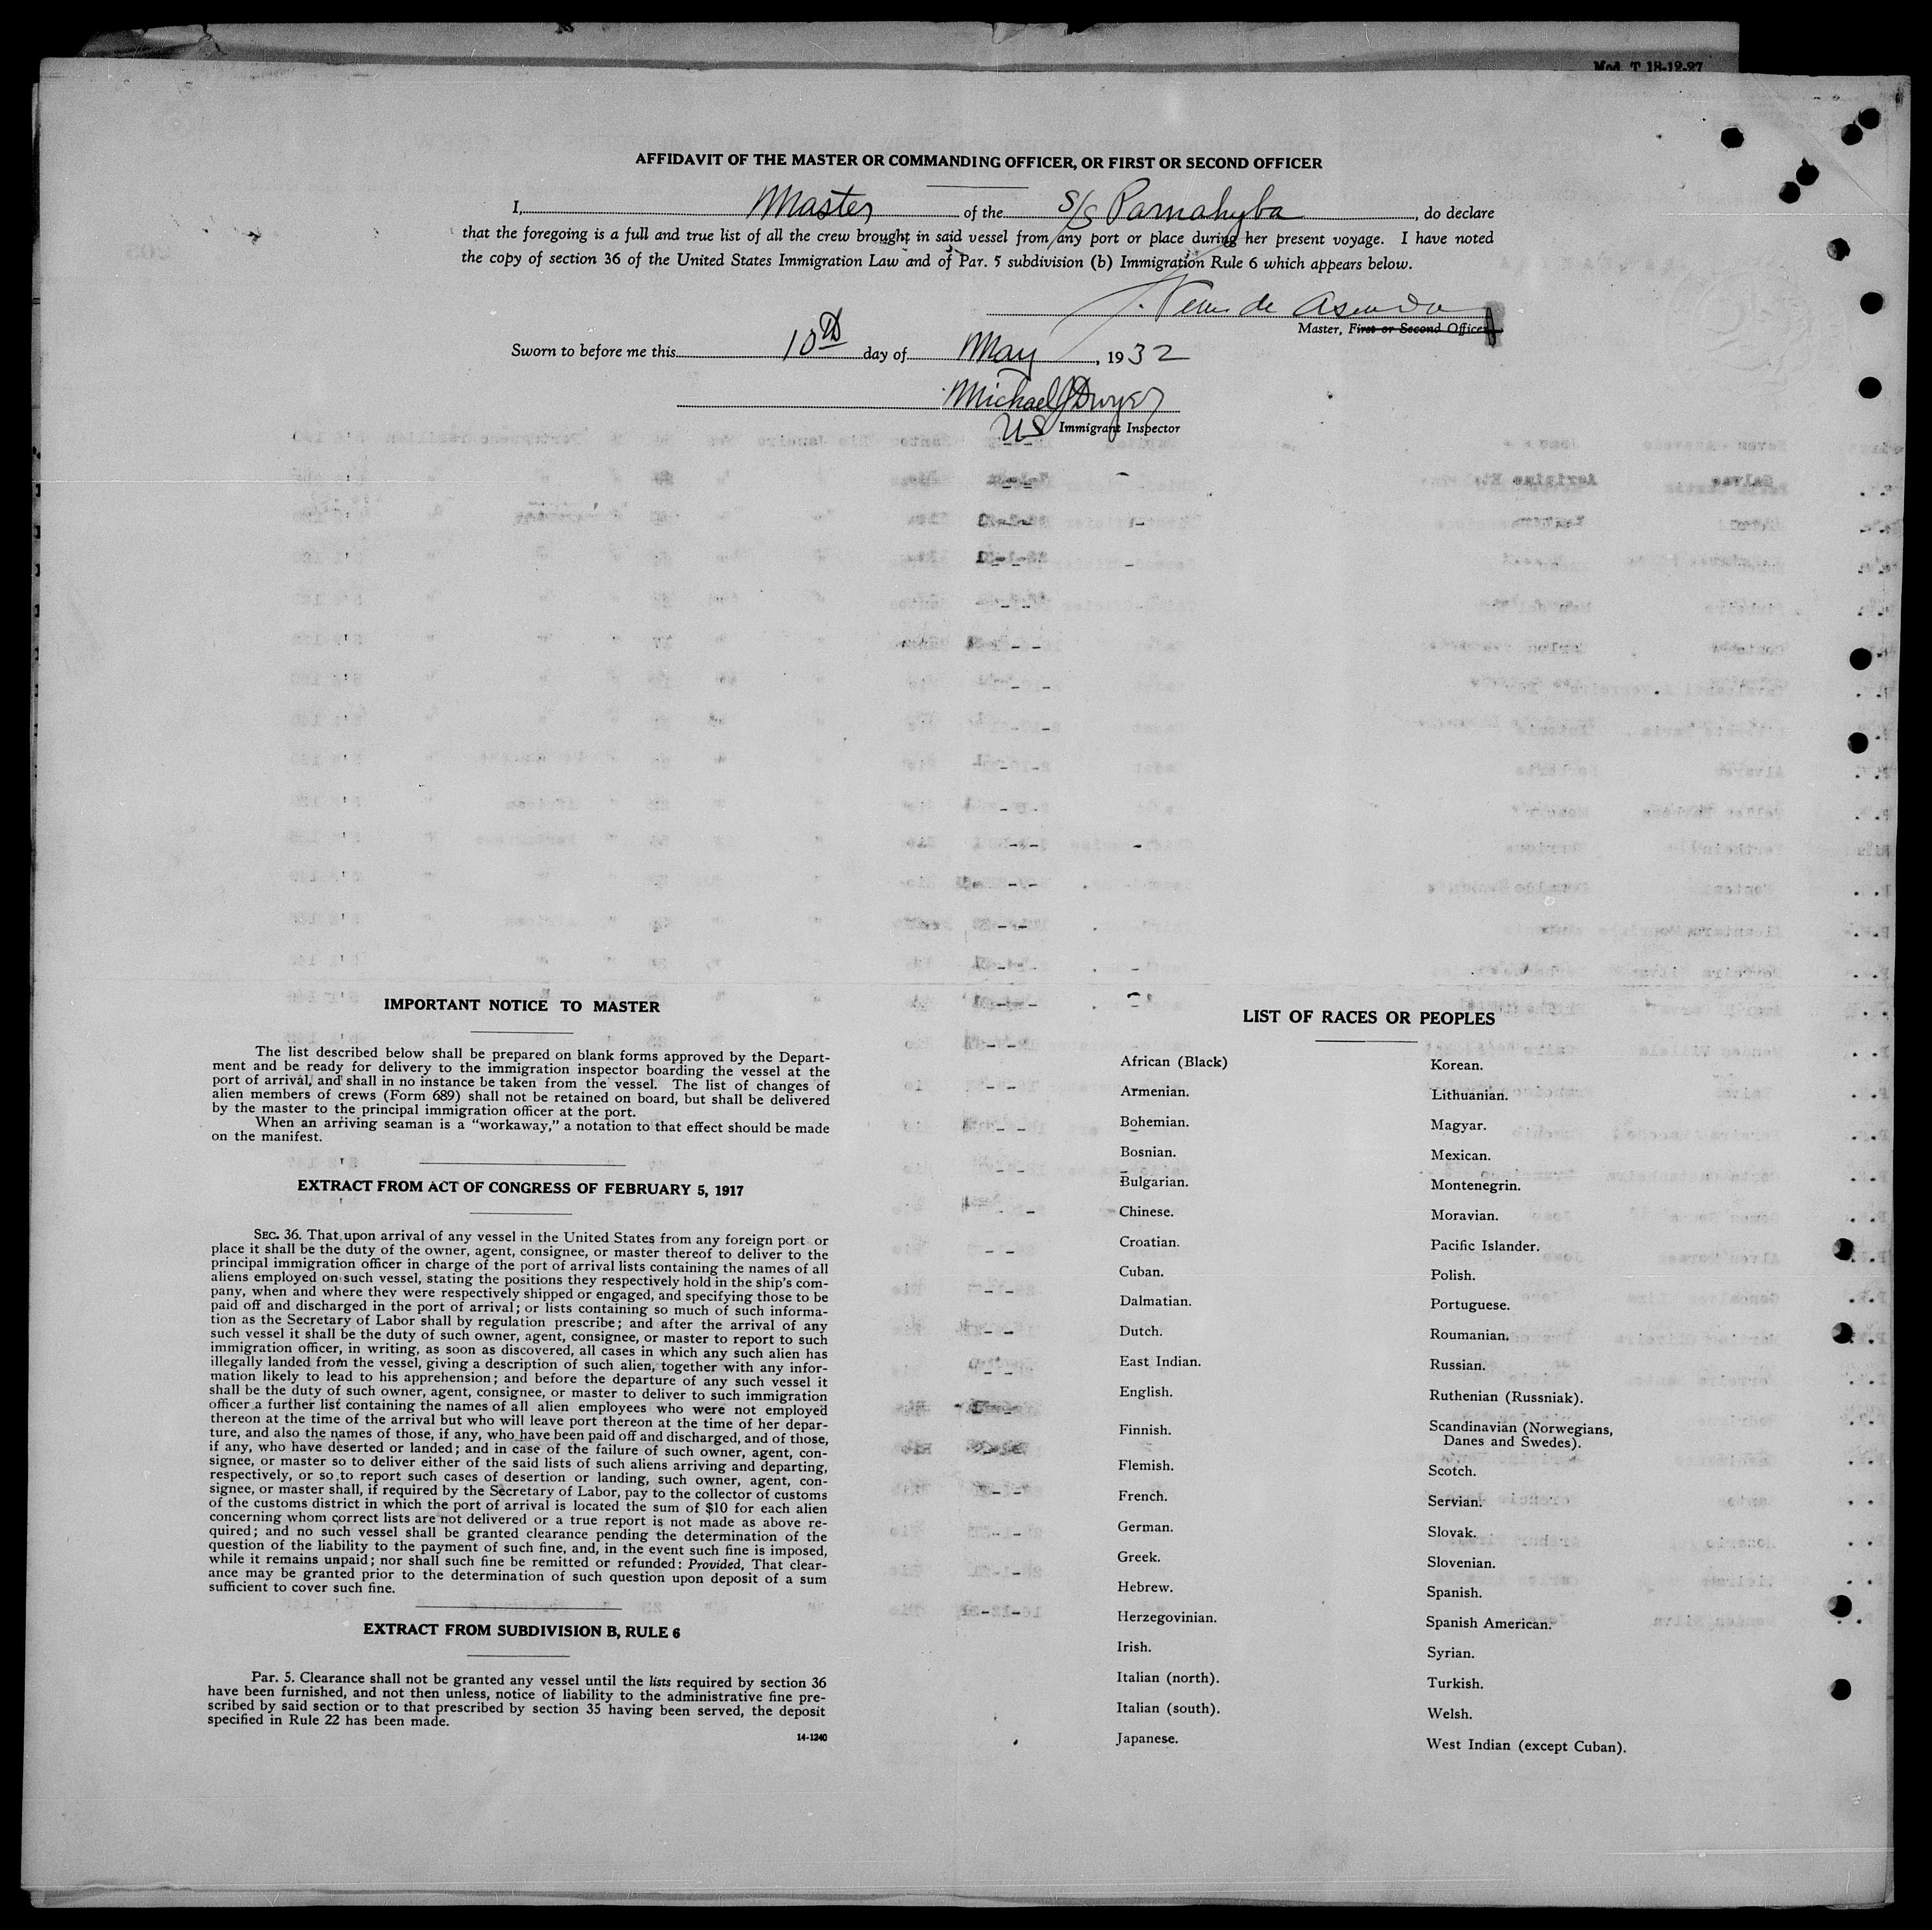 Mod. T 18-12-27
AFFIDAVIT OF THE MASTER OR COMMANDING OFFICER, OR FIRST OR SECOND OFFICER
I, Master of the S/S Parnahyba, do declare
that the foregoing is a full and true list of all the crew brought in said vessel from any port or place during her present voyage. I have noted
the copy of section 36 of the United States Immigration Law and of Par. 5 subdivision (b) Immigration Rule 6 which appears below.
Master, First or Second Officer
Sworn to before me this 10th day of May, 1932
Michael J Dwyer
US Immigrant Inspector
IMPORTANT NOTICE TO MASTER
The list described below shall be prepared on blank forms approved by the Depart-
ment and be ready for delivery to the immigration inspector boarding the vessel at the
port of arrival, and shall in no instance be taken from the vessel. The list of changes of
alien members of crews (Form 689) shall not be retained on board, but shall be delivered
by the master to the principal immigration officer at the port.
When an arriving seaman is a "workaway," a notation to that effect should be made
on the manifest.
EXTRACT FROM ACT OF CONGRESS OF FEBRUARY 5, 1917
SEC. 36. That upon arrival of any vessel in the United States from any foreign port or
place it shall be the duty of the owner, agent, consignee, or master thereof to deliver to the
principal immigration officer in charge of the port of arrival lists containing the names of all
aliens employed on such vessel, stating the positions they respectively hold in the ship's com-
pany, when and where they were respectively shipped or engaged, and specifying those to be
paid off and discharged in the port of arrival; or lists containing so much of such informa-
tion as the Secretary of Labor shall by regulation prescribe; and after the arrival of any
such vessel it shall be the duty of such owner, agent, consignee, or master to report to such
immigration officer, in writing, as soon as discovered, all cases in which any such alien has
illegally landed from the vessel, giving a description of such alien, together with any infor-
mation likely to lead to his apprehension; and before the departure of any such vessel it
shall be the duty of such owner, agent, consignee, or master to deliver to such immigration
officer a further list containing the names of all alien employees who were not employed
thereon at the time of the arrival but who will leave port thereon at the time of her depar-
ture, and also the names of those, if any, who have been paid off and discharged, and of those,
if any, who have deserted or landed; and in case of the failure of such owner, agent, con-
signee, or master so to deliver either of the said lists of such aliens arriving and departing,
respectively, or so to report such cases of desertion or landing, such owner, agent, con-
signee, or master shall, if required by the Secretary of Labor, pay to the collector of customs
of the customs district in which the port of arrival is located the sum of $10 for each alien
concerning whom correct lists are not delivered or a true report is not made as above re-
quired; and no such vessel shall be granted clearance pending the determination of the
question of the liability to the payment of such fine, and, in the event such fine is imposed,
while it remains unpaid; nor shall such fine be remitted or refunded: Provided, That clear-
ance may be granted prior to the determination of such question upon deposit of a sum
sufficient to cover such fine.
EXTRACT FROM SUBDIVISION B, RULE 6
Par. 5. Clearance shall not be granted any vessel until the lists required by section 36
have been furnished, and not then unless, notice of liability to the administrative fine pre-
scribed by said section or to that prescribed by section 35 having been served, the deposit
specified in Rule 22 has been made.
14-1240
LIST OF RACES OR PEOPLES
African (Black)
Armenian.
Bohemian.
Bosnian.
Bulgarian.
Chinese.
Croatian.
Cuban.
Dalmatian.
Dutch.
East Indian.
English.
Finnish.
Flemish.
French.
German.
Greek.
Hebrew.
Herzegovinian.
Irish.
Italian (north).
Italian (south).
Japanese.
Korean.
Lithuanian.
Magyar.
Mexican.
Montenegrin.
Moravian.
Pacific Islander.
Polish.
Portuguese.
Roumanian.
Russian.
Ruthenian (Russniak).
Scandinavian (Norwegians,
Danes and Swedes).
Scotch.
Servian.
Slovak.
Slovenian.
Spanish.
Spanish American.
Syrian.
Turkish.
Welsh.
West Indian (except Cuban).